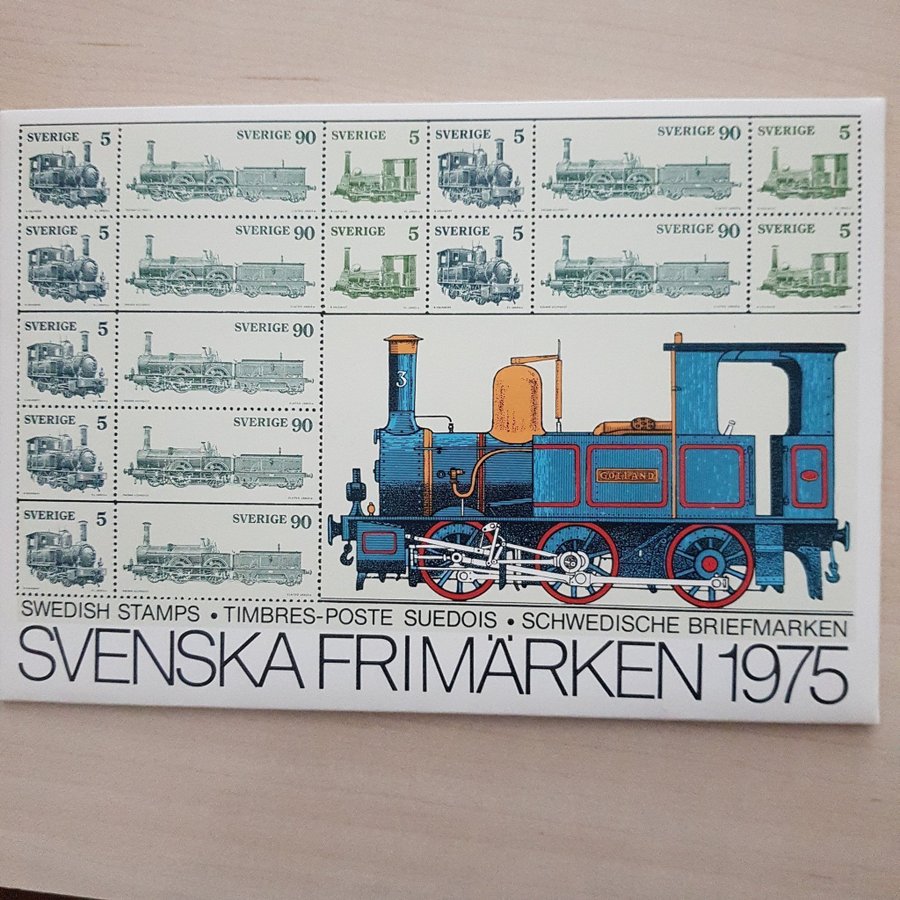 SVERIGE 5 SVERIGE 90 SVERIGE 5 SVERIGE 5 SVERIGE 90 SVERIGE 5
SVERIGE 5 SVERIGE 90 SVERIGE 5 SVERIGE 5 SVERIGE 90 SVERIGE 5
SVERIGE 5 SVERIGE 90
SVERIGE 5 SVERIGE 90
SVERIGE 5 SVERIGE 90
3
GOTLAND
SWEDISH STAMPS • TIMBRES-POSTE SUEDOIS • SCHWEDISCHE BRIEFMARKEN
SVENSKA FRIMÄRKEN 1975